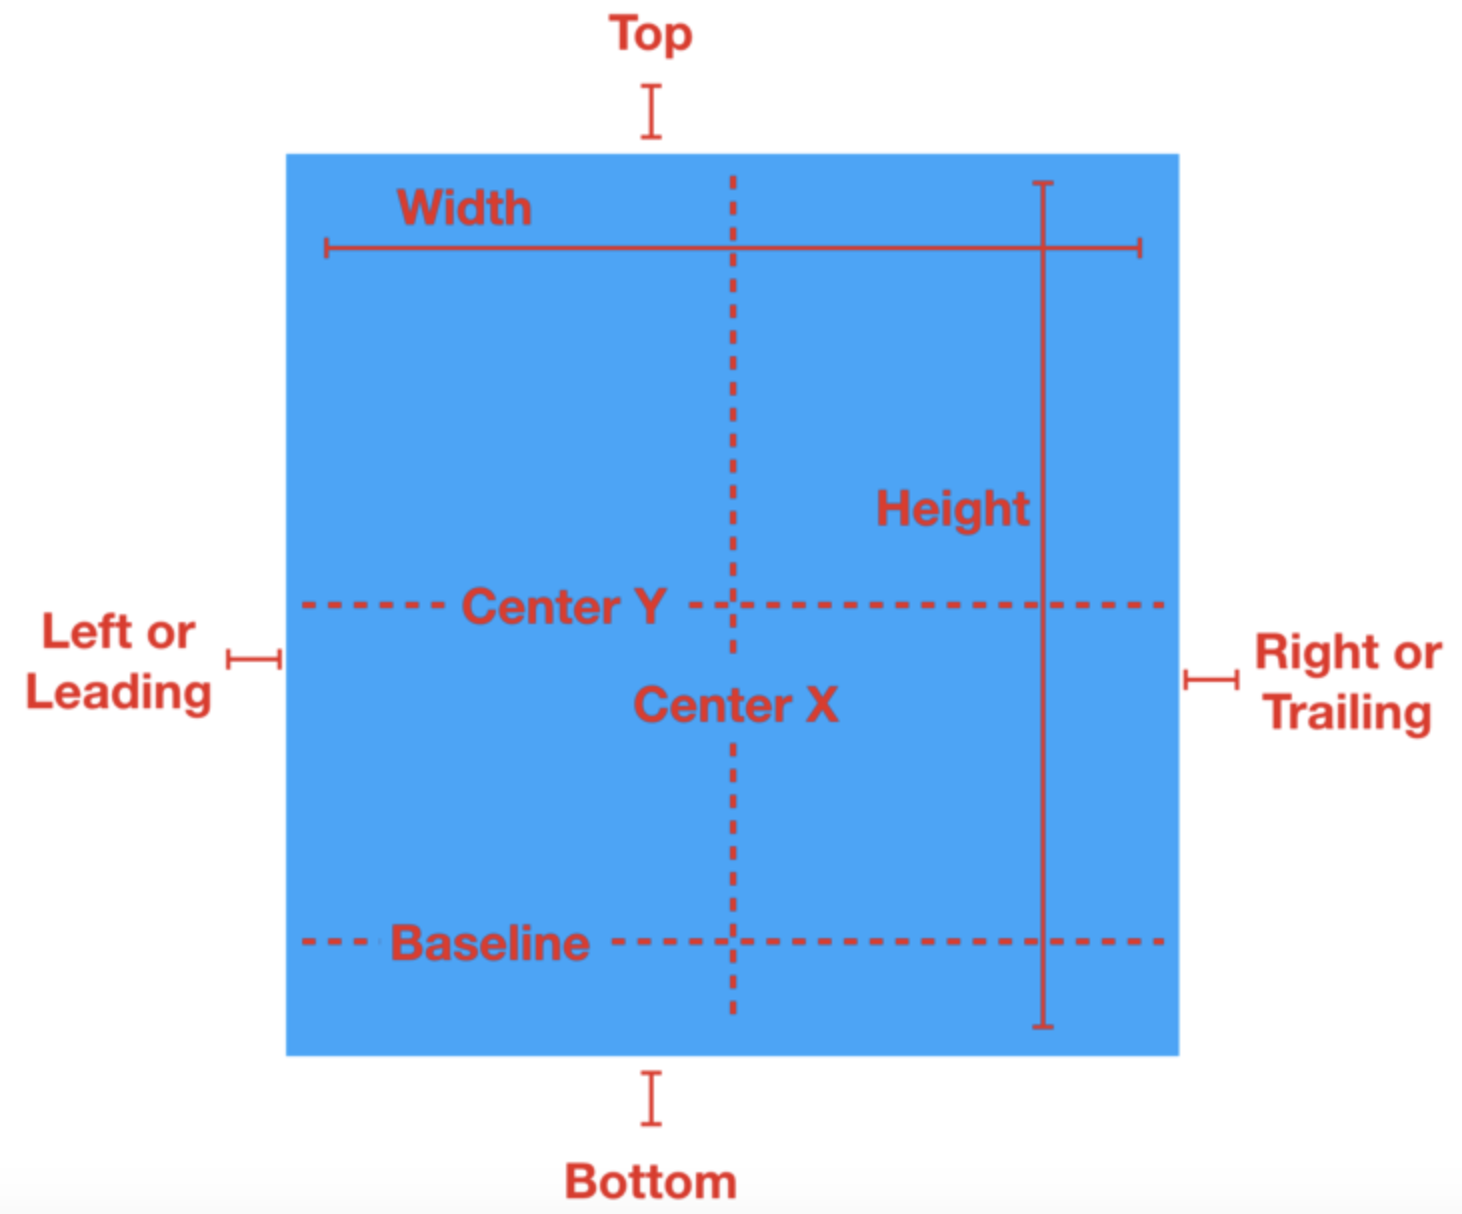 Top
Width
Height
Center Y
Left or
Leading
Right or
Trailing
Center X
Baseline
Bottom